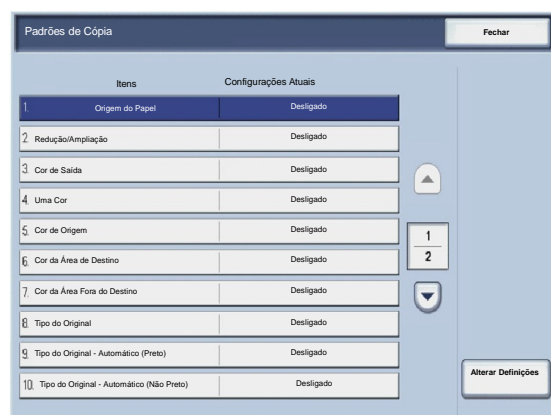 Padrões de Cópia
Fechar
Itens Configurações Atuais
1. Origem do Papel Desligado
2. Redução/Ampliação Desligado
3. Cor de Saída Desligado
4. Uma Cor Desligado
5. Cor de Origem Desligado
6. Cor da Área de Destino Desligado
7. Cor da Área Fora do Destino Desligado
8. Tipo do Original Desligado
9. Tipo do Original - Automático (Preto) Desligado
10. Tipo do Original - Automático (Não Preto) Desligado
1
2
Alterar Definições